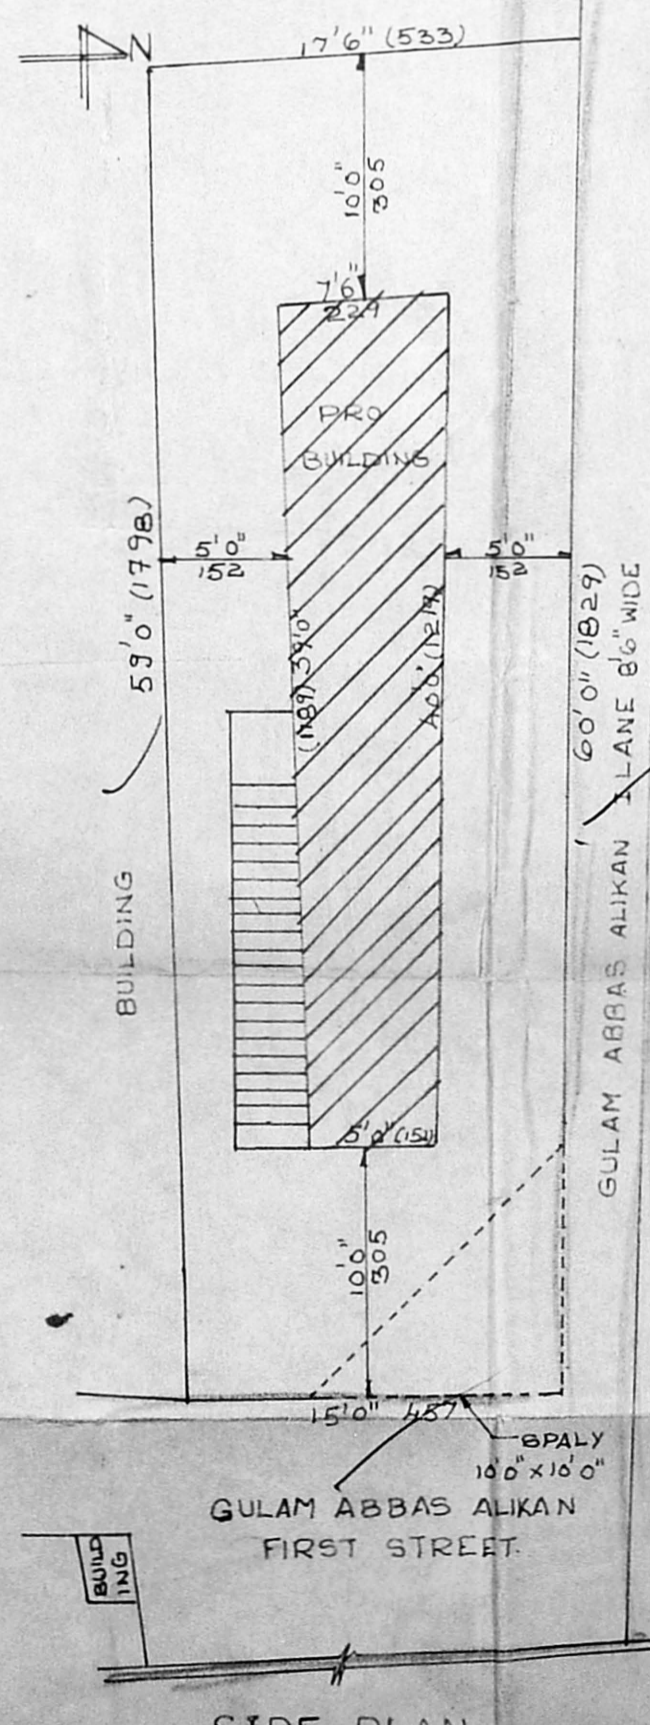 N
17'6" (533)
10'0"
305
7'6"
229
PRO
BUILDING
5'0"
152
5'0"
152
59'0" (1798)
(1189) 39'0"
40'0" (1219)
60'0" (1829)
GULAM ABBAS ALIKAN I LANE 8'6" WIDE
BUILDING
5'0" (152)
10'0"
305
15'0" 457
SPALY
10'0" x 10'0"
GULAM ABBAS ALIKAN
FIRST STREET.
BUILD
ING
SIDE PLAN